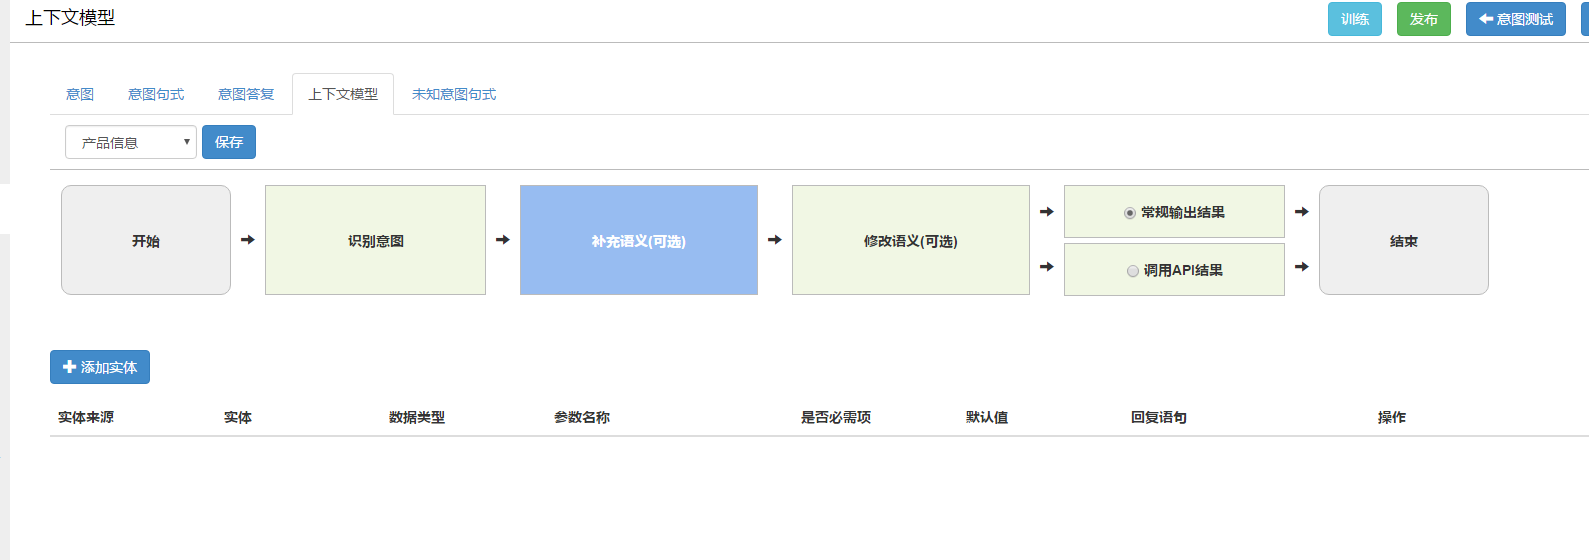 上下文模型
训练 发布 意图测试
意图 意图句式 意图答复 上下文模型 未知意图句式
产品信息 保存
开始 识别意图 补充语义(可选) 修改语义(可选) 常规输出结果 结束
调用API结果
添加实体
实体来源 实体 数据类型 参数名称 是否必需项 默认值 回复语句 操作